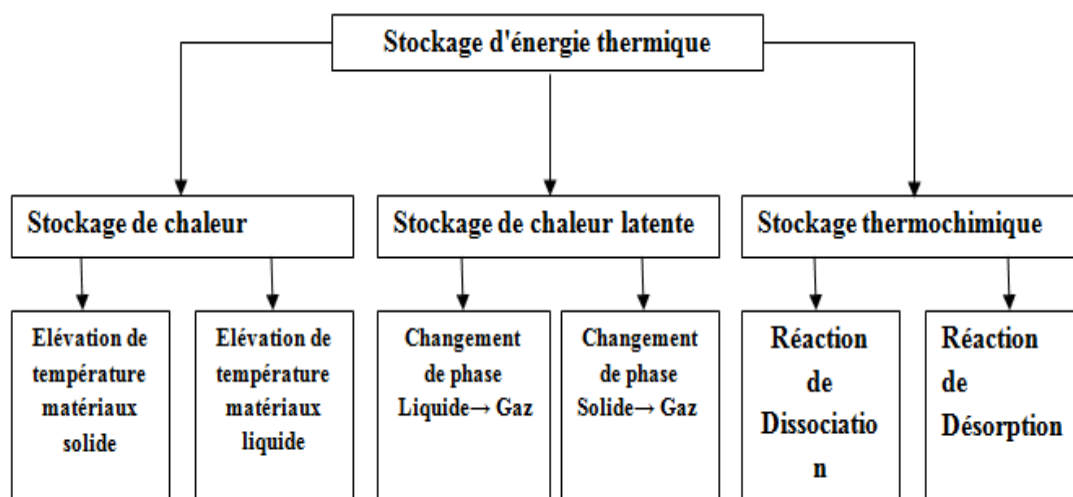 Stockage d'énergie thermique
Stockage de chaleur
Stockage de chaleur latente
Stockage thermochimique
Elévation de
température
matériaux
solide
Elévation de
température
matériaux
liquide
Changement
de phase
Liquide→ Gaz
Changement
de phase
Solide→ Gaz
Réaction
de
Dissociatio
n
Réaction
de
Désorption